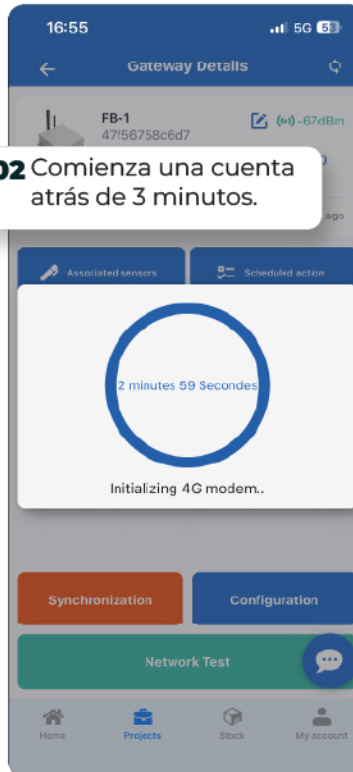 16:55
5G 53
Gateway Details
FB-1
47f56758c6d7
-67dBm
02 Comienza una cuenta
atrás de 3 minutos.
ago
Associated sensors
Scheduled action
2 minutes 59 Secondes
Initializing 4G modem..
Synchronization
Configuration
Network Test
Home
Projects
Stock
My account